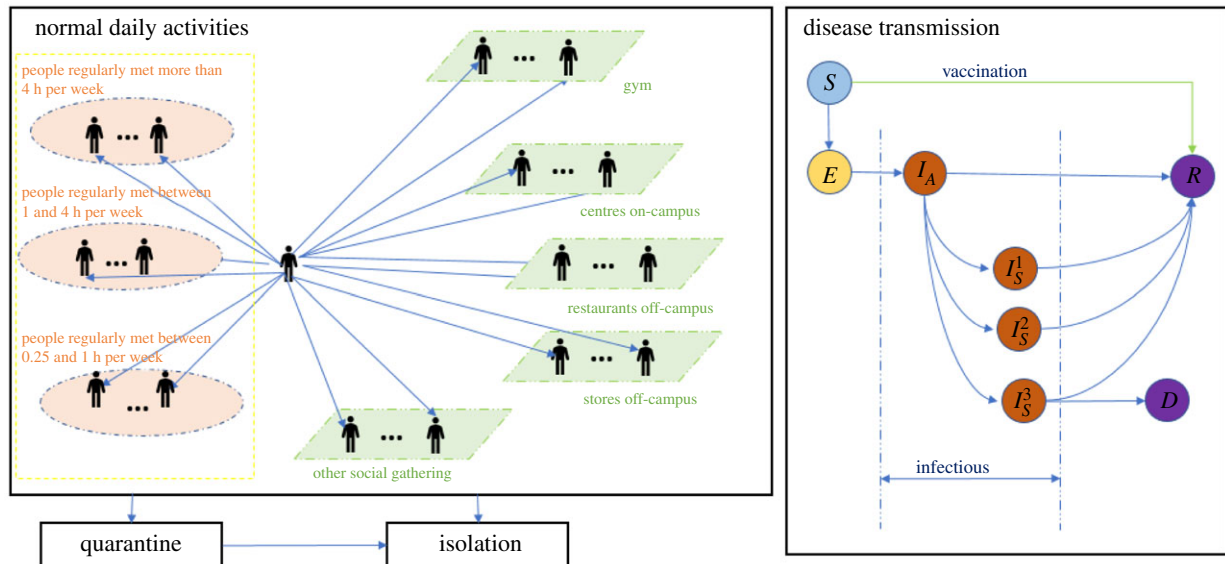 normal daily activities
people regularly met more than
4 h per week
people regularly met between
1 and 4 h per week
people regularly met between
0.25 and 1 h per week
gym
centres on-campus
restaurants off-campus
stores off-campus
other social gathering
quarantine
isolation
disease transmission
vaccination
S
E
I_A
R
I_S^1
I_S^2
I_S^3
D
infectious